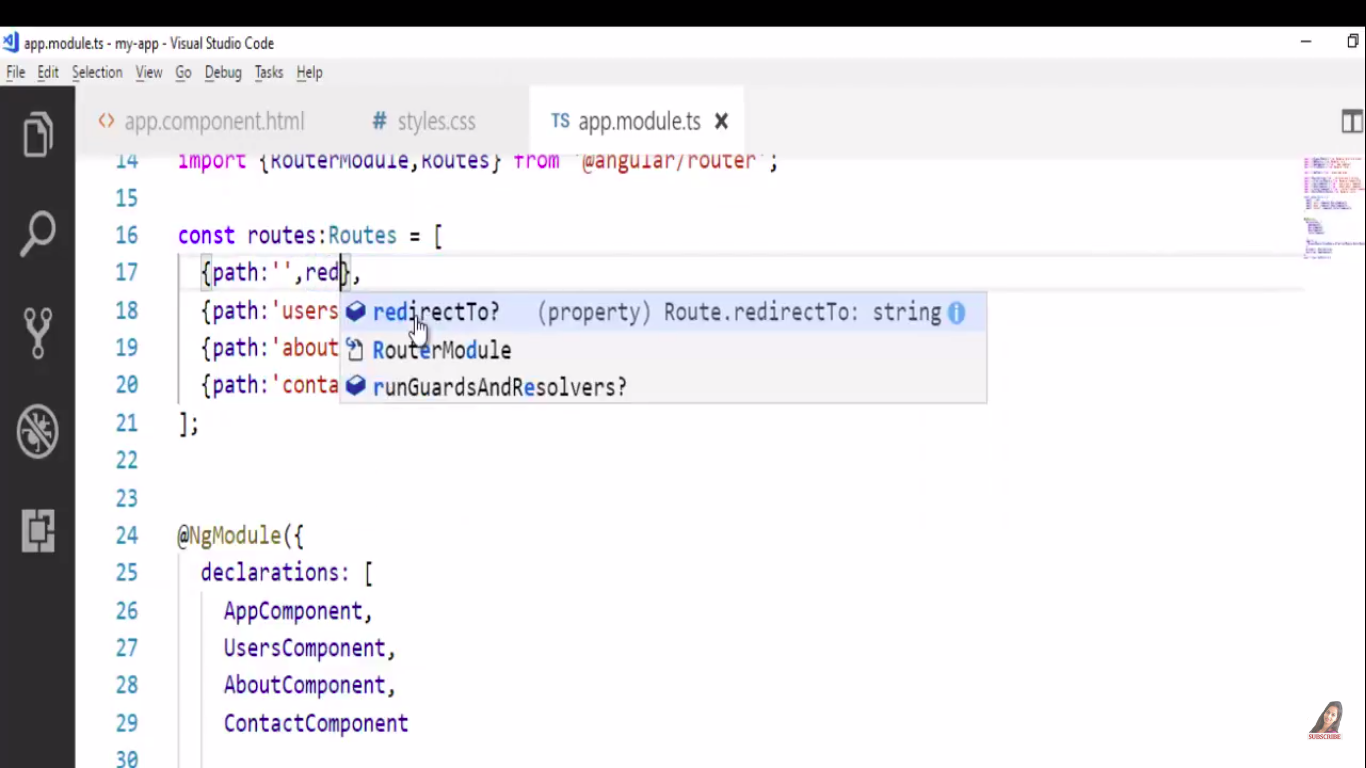 app.module.ts - my-app - Visual Studio Code
File Edit Selection View Go Debug Tasks Help
<> app.component.html # styles.css TS app.module.ts ×
14 import {RouterModule,Routes} from '@angular/router';
15
16 const routes:Routes = [
17 {path:'',red},
18 {path:'users
redirectTo? (property) Route.redirectTo: string
19 {path:'about
RouterModule
20 {path:'conta
runGuardsAndResolvers?
21 ];
22
23
24 @NgModule({
25 declarations: [
26 AppComponent,
27 UsersComponent,
28 AboutComponent,
29 ContactComponent
30
SUBSCRIBE